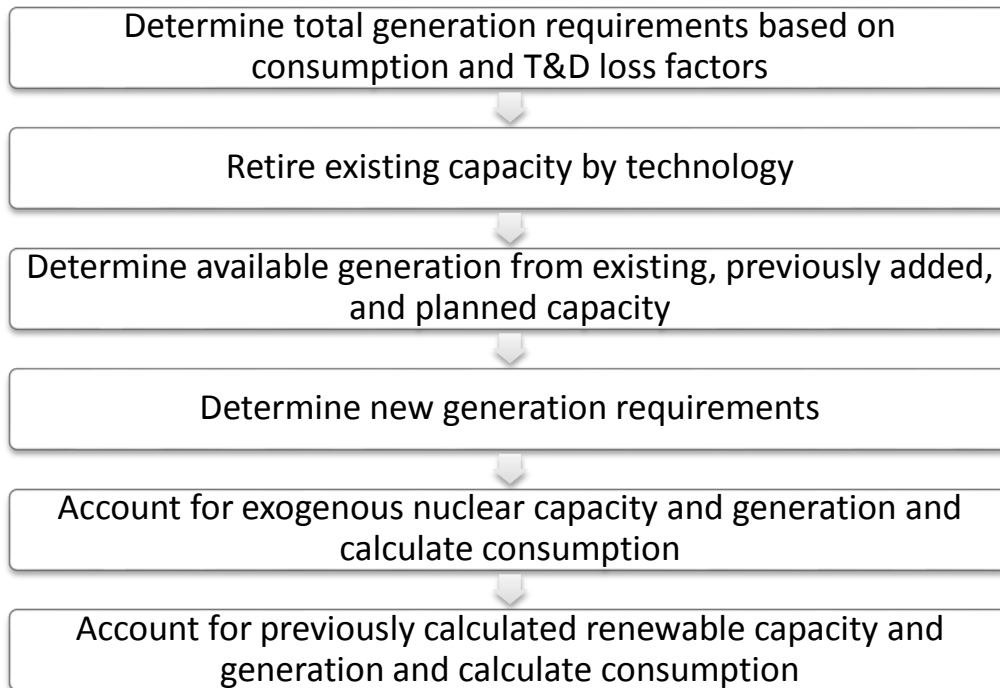 Determine total generation requirements based on
consumption and T&D loss factors
Retire existing capacity by technology
Determine available generation from existing, previously added,
and planned capacity
Determine new generation requirements
Account for exogenous nuclear capacity and generation and
calculate consumption
Account for previously calculated renewable capacity and
generation and calculate consumption